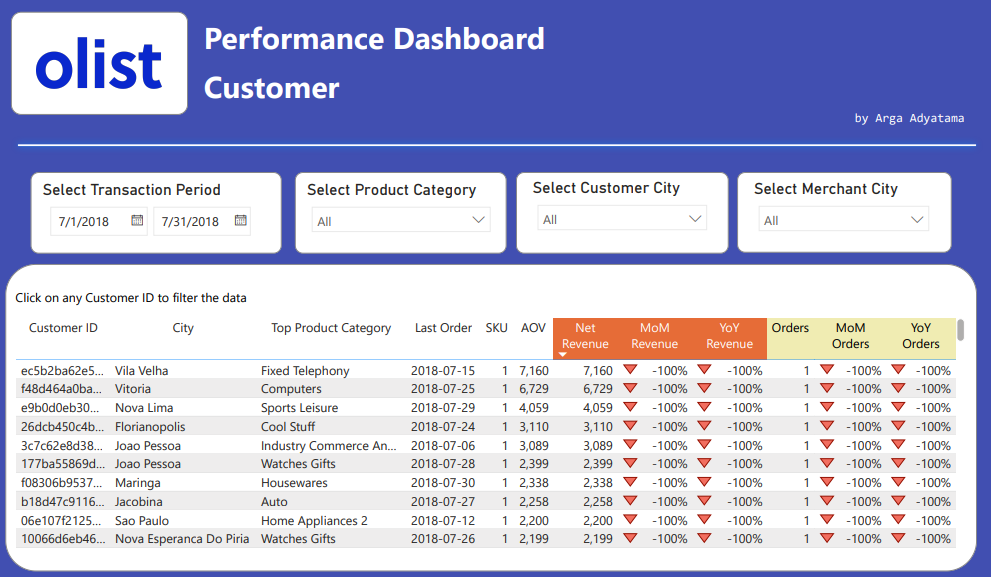 olist
Performance Dashboard
Customer
by Arga Adyatama
Select Transaction Period
7/1/2018 7/31/2018
Select Product Category
All
Select Customer City
All
Select Merchant City
All
Click on any Customer ID to filter the data
Customer ID City Top Product Category Last Order SKU AOV Net Revenue MoM Revenue YoY Revenue Orders MoM Orders YoY Orders
ec5b2ba62e5... Vila Velha Fixed Telephony 2018-07-15 1 7,160 7,160 -100% -100% 1 -100% -100%
f48d464a0ba... Vitoria Computers 2018-07-25 1 6,729 6,729 -100% -100% 1 -100% -100%
e9b0d0eb30... Nova Lima Sports Leisure 2018-07-29 1 4,059 4,059 -100% -100% 1 -100% -100%
26dcb450c4b... Florianopolis Cool Stuff 2018-07-24 1 3,110 3,110 -100% -100% 1 -100% -100%
3c7c62e8d38... Joao Pessoa Industry Commerce An... 2018-07-06 1 3,089 3,089 -100% -100% 1 -100% -100%
177ba55869d... Joao Pessoa Watches Gifts 2018-07-28 1 2,399 2,399 -100% -100% 1 -100% -100%
f08306b9537... Maringa Housewares 2018-07-30 1 2,338 2,338 -100% -100% 1 -100% -100%
b18d47c9116... Jacobina Auto 2018-07-27 1 2,258 2,258 -100% -100% 1 -100% -100%
06e107f2125... Sao Paulo Home Appliances 2 2018-07-12 1 2,200 2,200 -100% -100% 1 -100% -100%
10066d6eb46... Nova Esperanca Do Piria Watches Gifts 2018-07-26 1 2,199 2,199 -100% -100% 1 -100% -100%